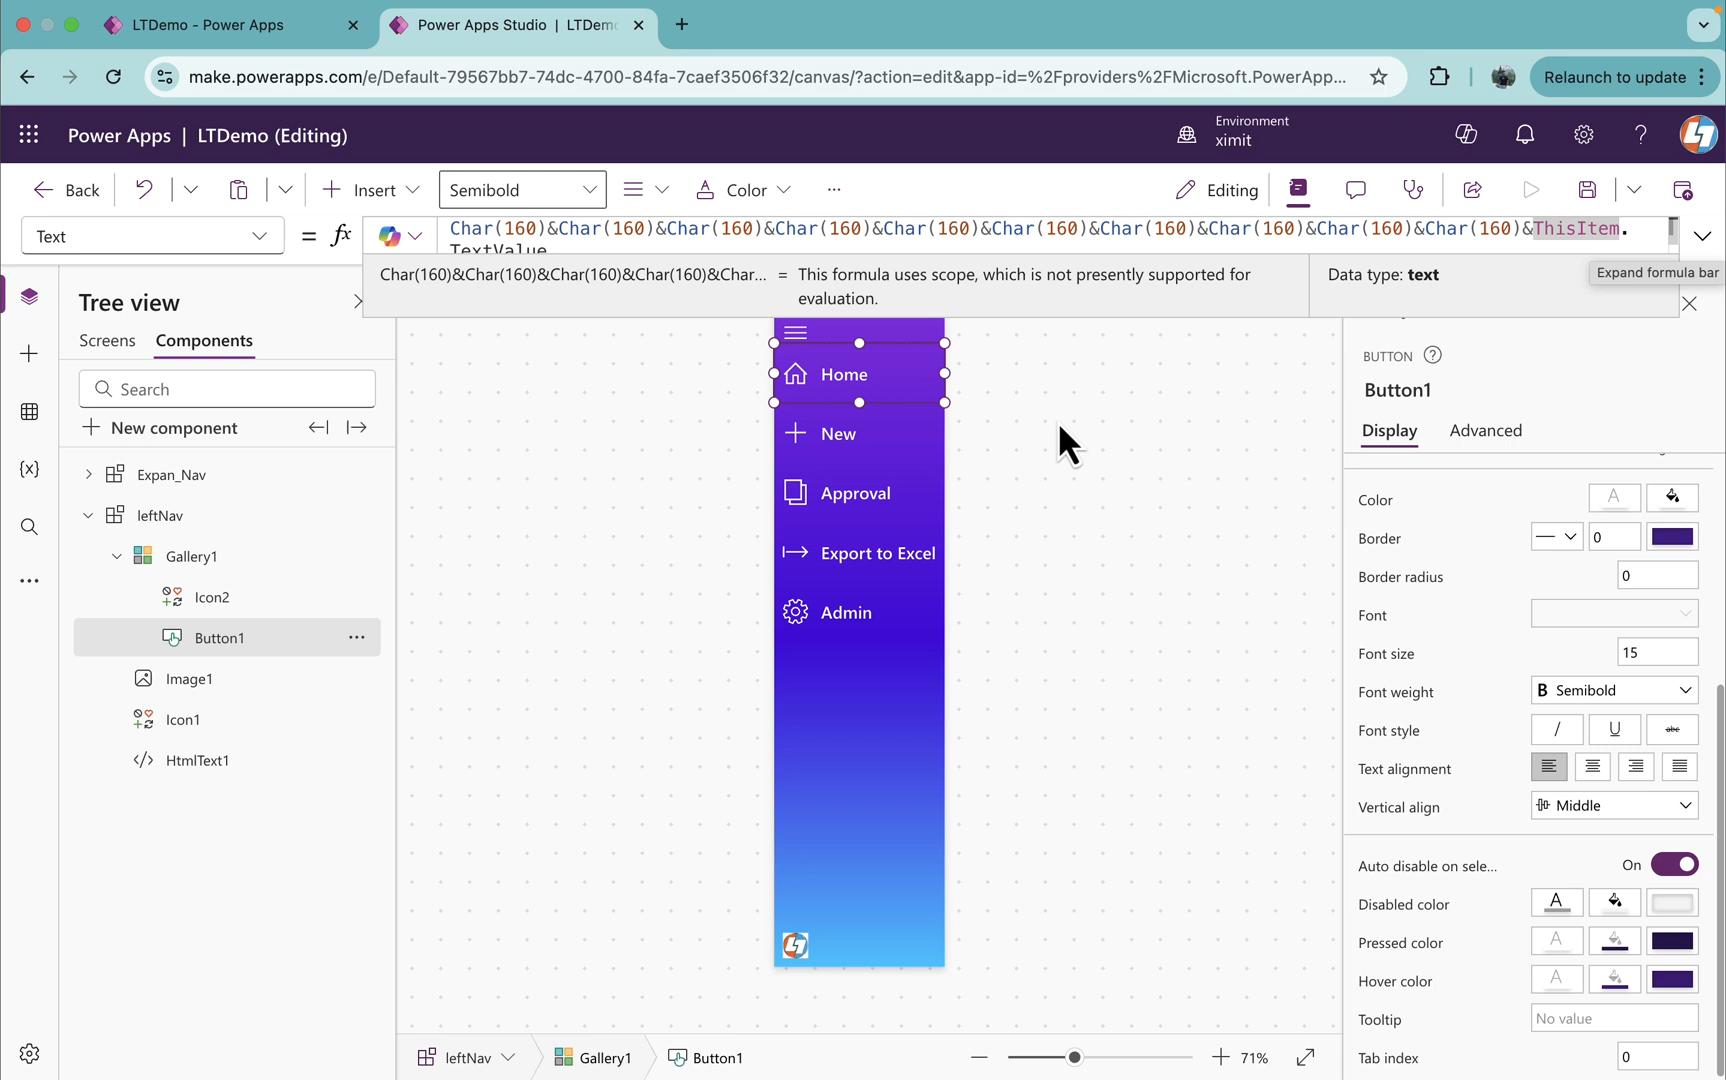 LTDemo - Power Apps
Power Apps Studio | LTDem
make.powerapps.com/e/Default-79567bb7-74dc-4700-84fa-7caef3506f32/canvas/?action=edit&app-id=%2Fproviders%2FMicrosoft.PowerApp...
Relaunch to update
Power Apps | LTDemo (Editing)
Environment
ximit
Back
Insert
Semibold
Color
Editing
Text
= fx
Char(160)&Char(160)&Char(160)&Char(160)&Char(160)&Char(160)&Char(160)&Char(160)&Char(160)&Char(160)&ThisItem.
TextValue
Char(160)&Char(160)&Char(160)&Char(160)&Char... = This formula uses scope, which is not presently supported for
evaluation.
Data type: text
Expand formula bar
Tree view
Screens
Components
Search
New component
Expan_Nav
leftNav
Gallery1
Icon2
Button1
Image1
Icon1
HtmlText1
Home
New
Approval
Export to Excel
Admin
BUTTON
Button1
Display
Advanced
Color
Border
0
Border radius
0
Font
Font size
15
Font weight
B Semibold
Font style
/ U abc
Text alignment
Vertical align
Middle
Auto disable on sele...
On
Disabled color
A
Pressed color
A
Hover color
A
Tooltip
No value
Tab index
0
leftNav
Gallery1
Button1
71%